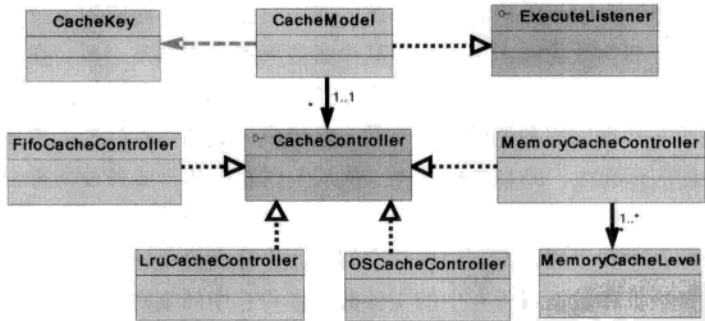 CacheKey
CacheModel
ExecuteListener
1..1
*
FifoCacheController
CacheController
MemoryCacheController
1..*
*
LruCacheController
OSCacheController
MemoryCacheLevel